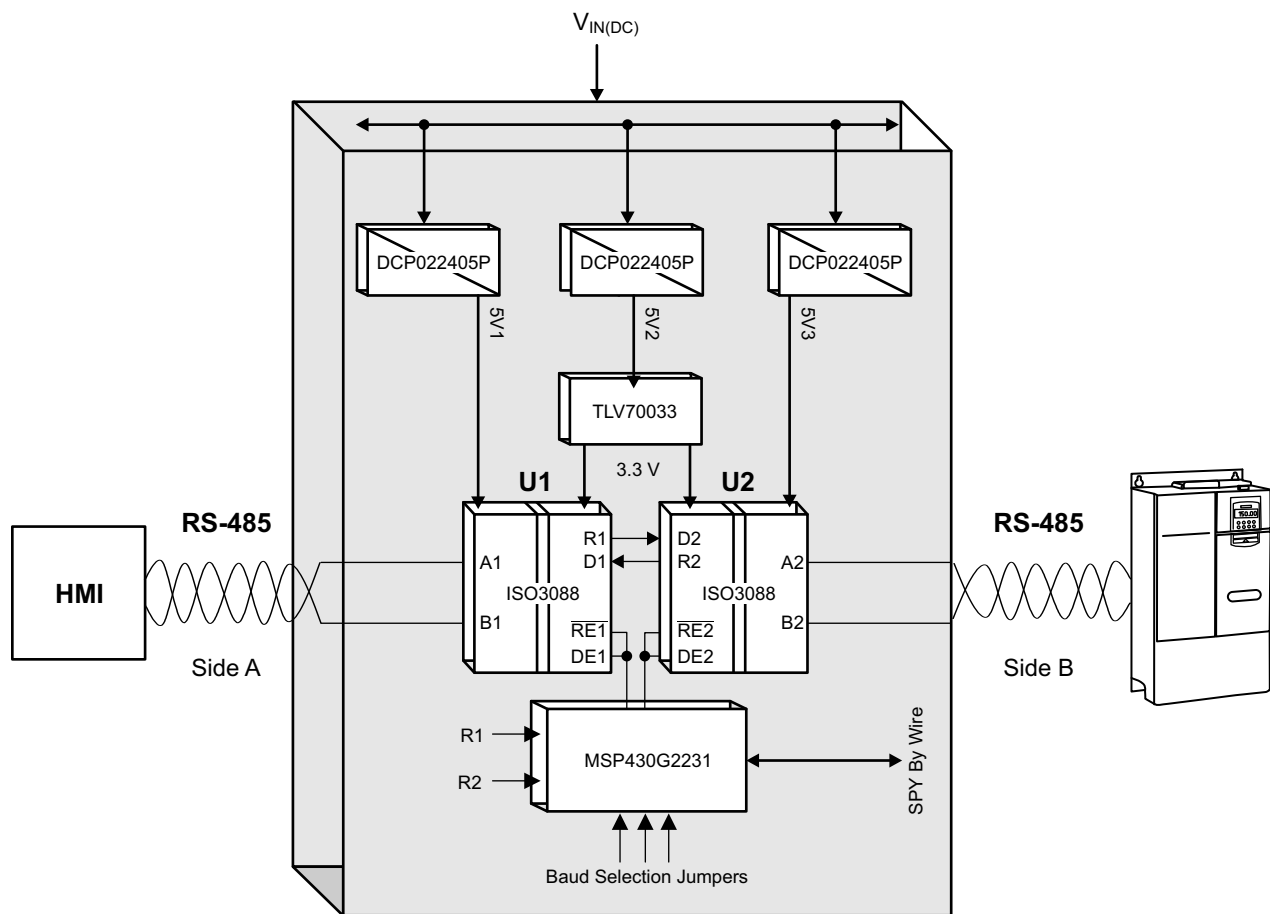 VIN(DC)
DCP022405P
DCP022405P
DCP022405P
5V1
5V2
5V3
TLV70033
3.3 V
U1
U2
RS-485
RS-485
150.00
HMI
A1
B1
R1
D1
ISO3088
RE1
DE1
D2
R2
ISO3088
RE2
DE2
A2
B2
Side A
Side B
R1
R2
MSP430G2231
SPY By Wire
Baud Selection Jumpers